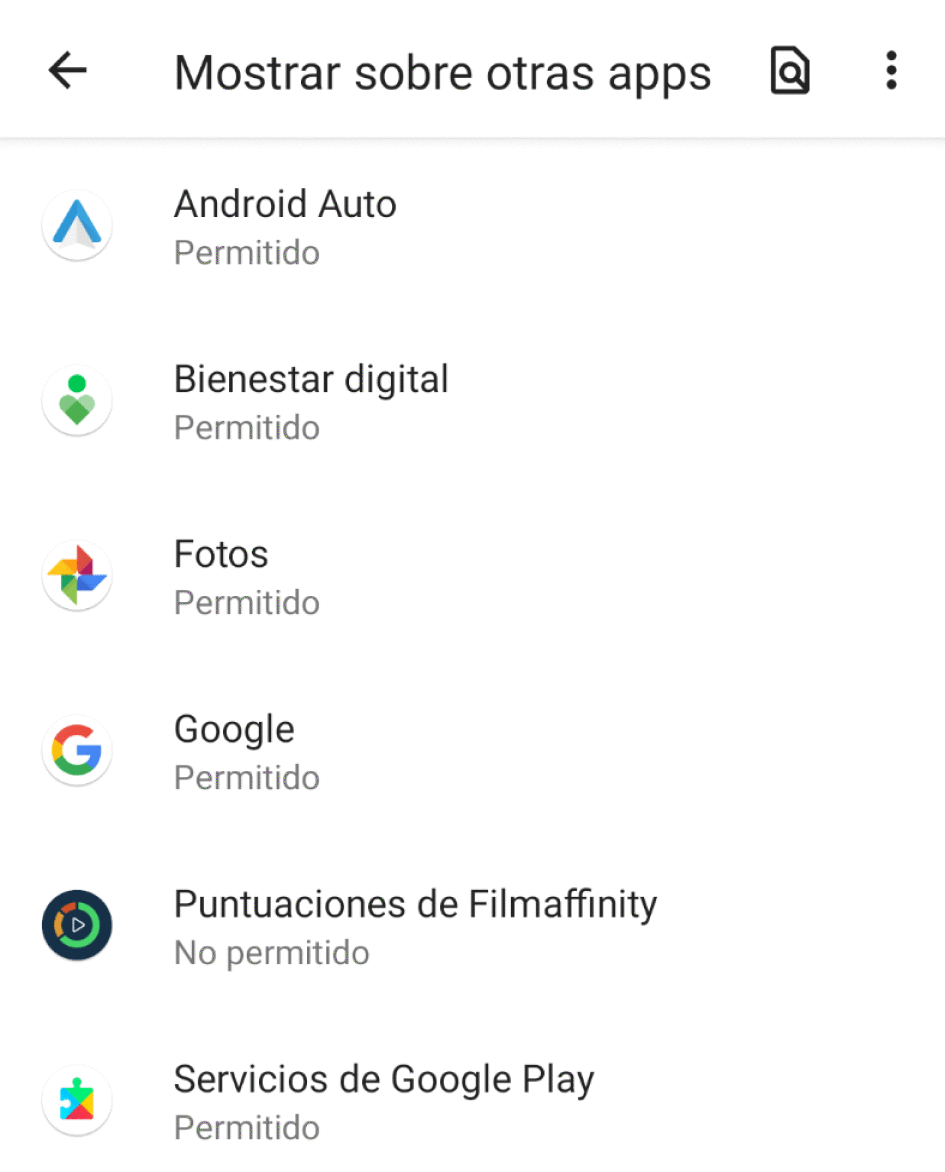 Mostrar sobre otras apps
Android Auto
Permitido
Bienestar digital
Permitido
Fotos
Permitido
Google
Permitido
Puntuaciones de Filmaffinity
No permitido
Servicios de Google Play
Permitido